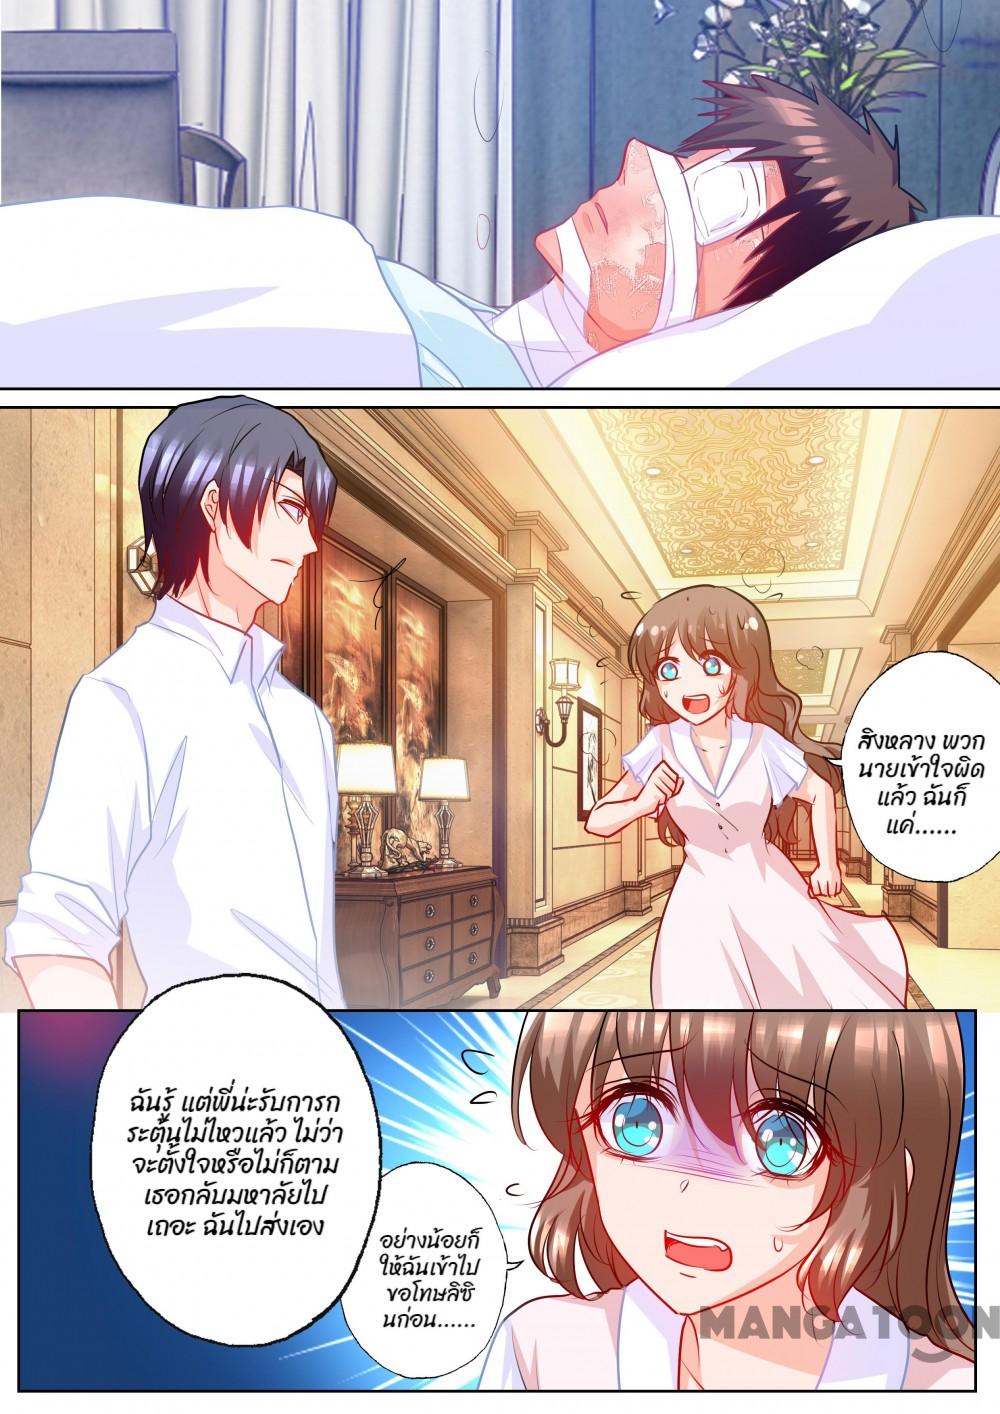 สิงหลาง พวก
นายเข้าใจผิด
แล้ว ฉันก็
แค่......
ฉันรู้ แต่พี่น่ะรับการก
ระตุ้นไม่ไหวแล้ว ไม่ว่า
จะตั้งใจหรือไม่ก็ตาม
เธอกลับมหาลัยไป
เถอะ ฉันไปส่งเอง
อย่างน้อยก็
ให้ฉันเข้าไป
ขอโทษลิซิ
นก่อน......
MANGATOON